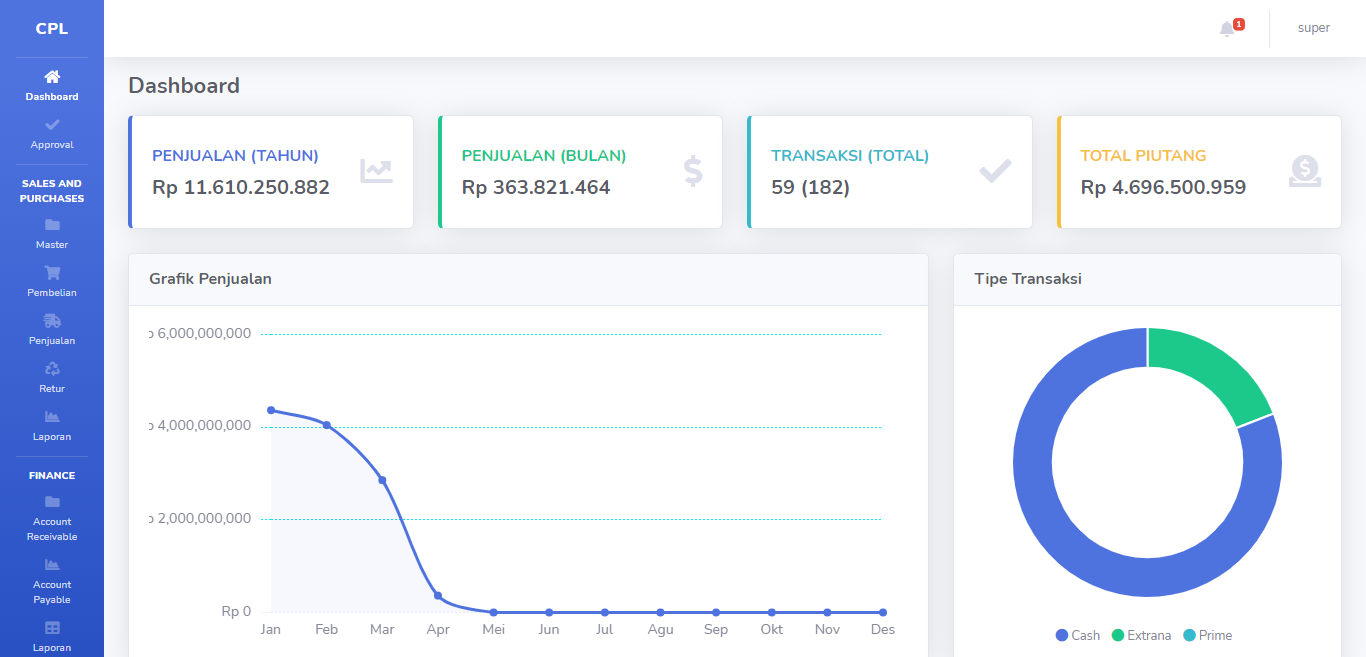 CPL
1
super
Dashboard
Approval
SALES AND
PURCHASES
Master
Pembelian
Penjualan
Retur
Laporan
FINANCE
Account
Receivable
Account
Payable
Laporan
Dashboard
PENJUALAN (TAHUN)
Rp 11.610.250.882
PENJUALAN (BULAN)
Rp 363.821.464
TRANSAKSI (TOTAL)
59 (182)
TOTAL PIUTANG
Rp 4.696.500.959
Grafik Penjualan
p 6,000,000,000
p 4,000,000,000
p 2,000,000,000
Rp 0
Jan Feb Mar Apr Mei Jun Jul Agu Sep Okt Nov Des
Tipe Transaksi
Cash Extrana Prime